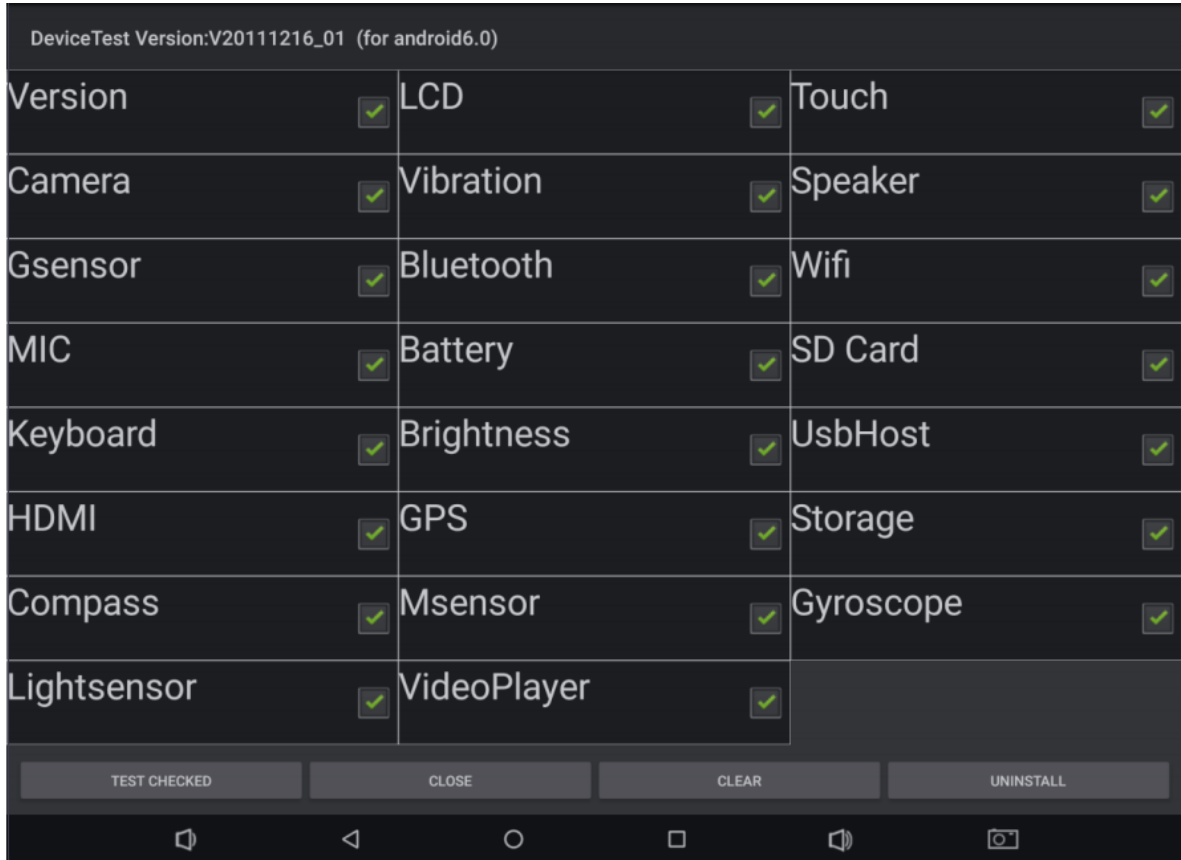 DeviceTest Version:V20111216_01 (for android6.0)
Version LCD Touch
Camera Vibration Speaker
Gsensor Bluetooth Wifi
MIC Battery SD Card
Keyboard Brightness UsbHost
HDMI GPS Storage
Compass Msensor Gyroscope
Lightsensor VideoPlayer
TEST CHECKED CLOSE CLEAR UNINSTALL